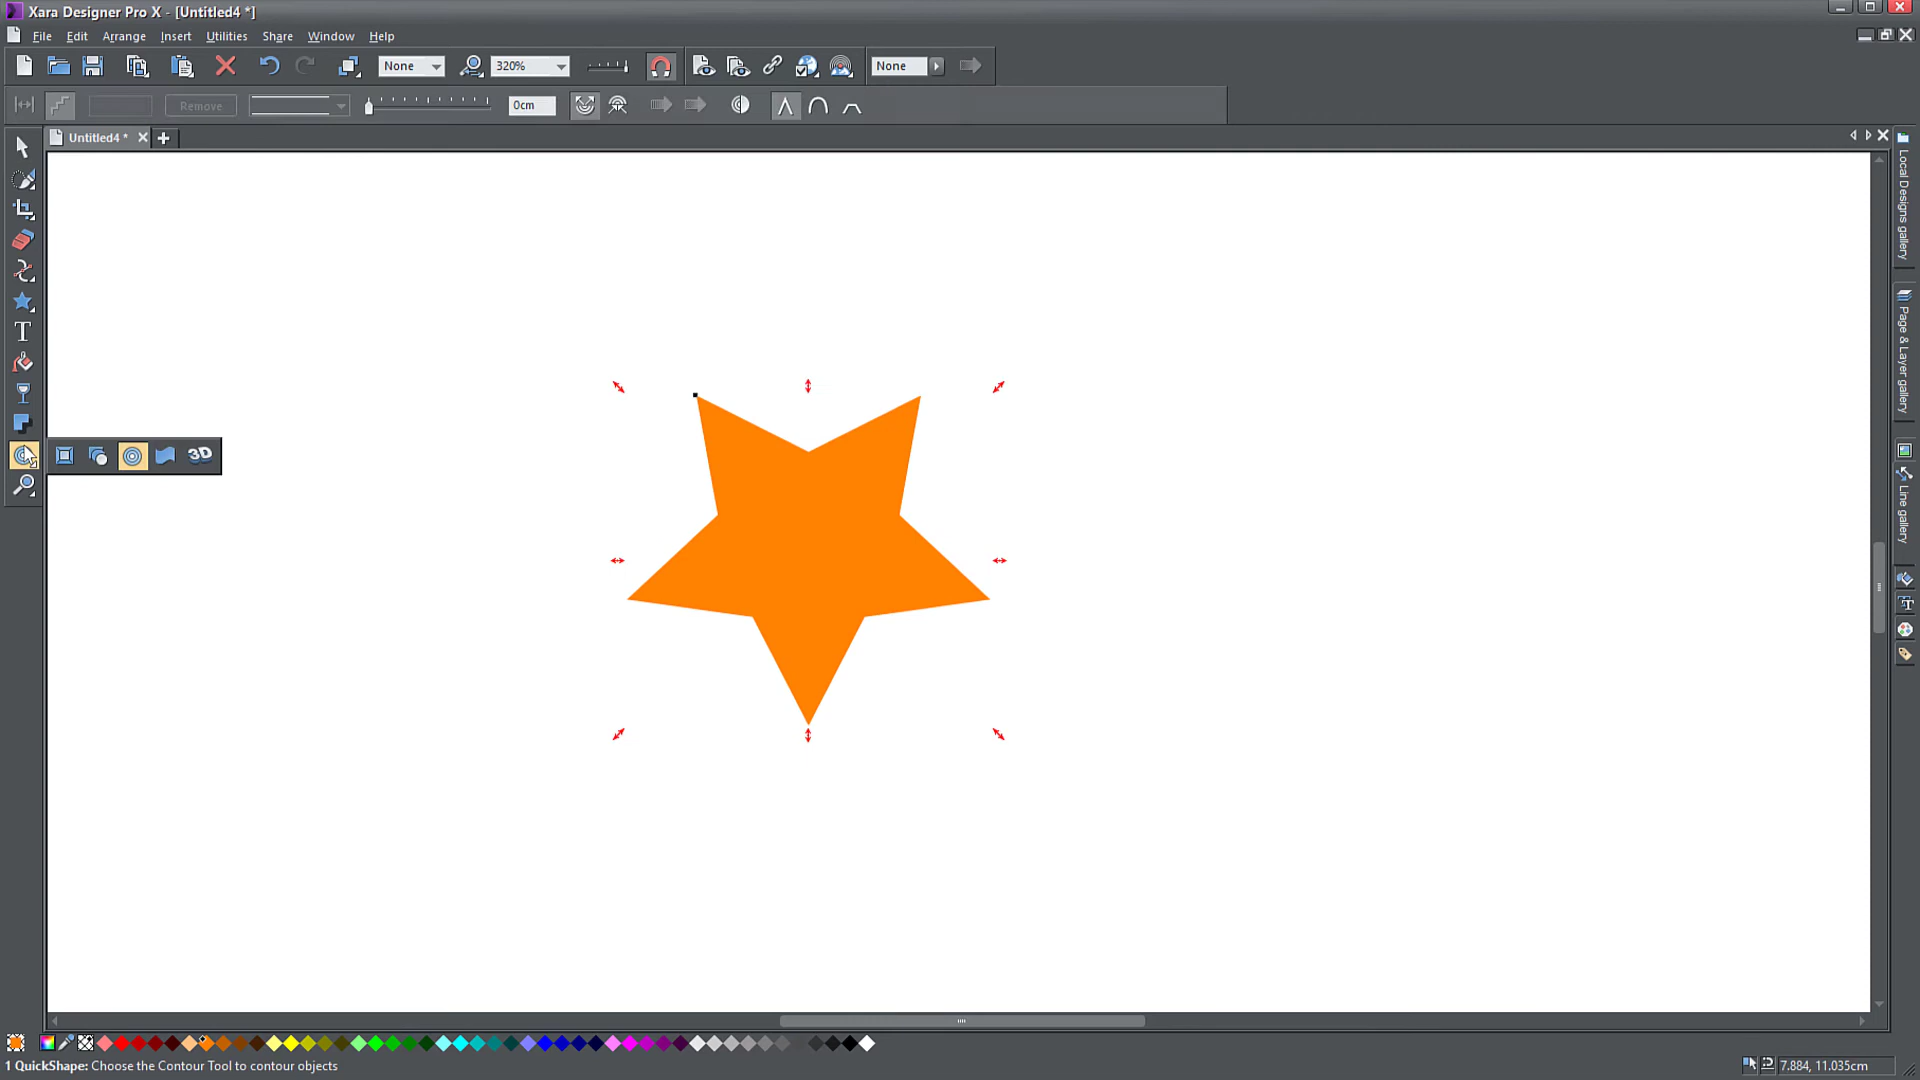 Xara Designer Pro X - [Untitled4 *]
File Edit Arrange Insert Utilities Share Window Help
None 320% None
Remove 0cm
Untitled4 *
Local Designs gallery
Page & Layer gallery
Line gallery
T
3D
1 QuickShape: Choose the Contour Tool to contour objects
7.884, 11.035cm